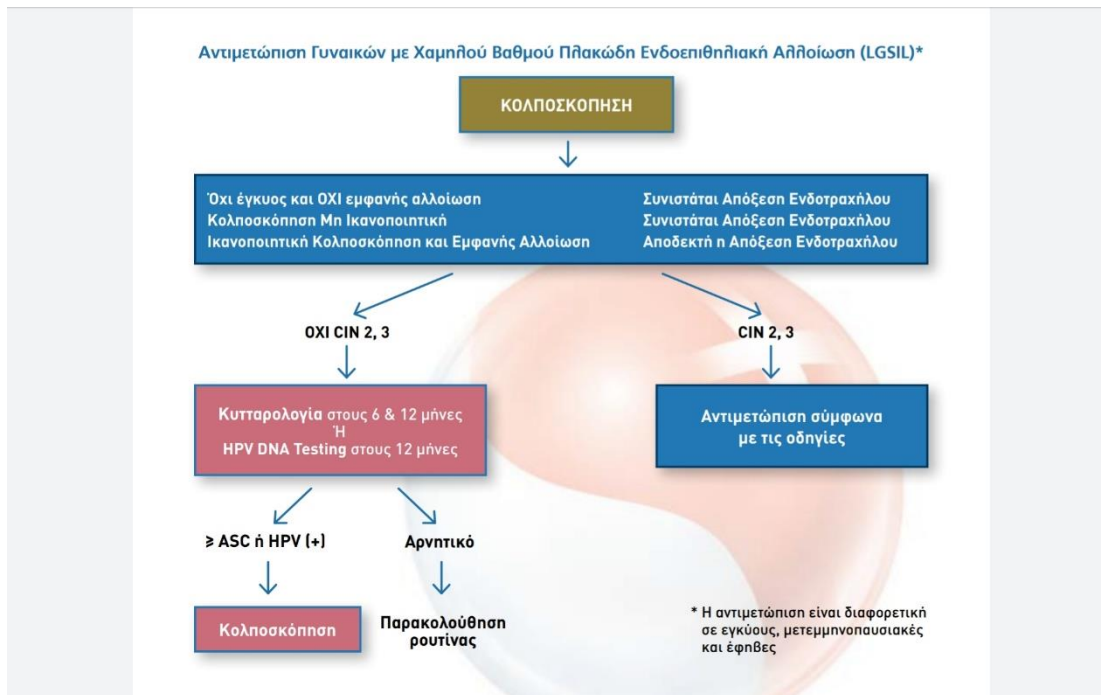 Αντιμετώπιση Γυναικών με Χαμηλού Βαθμού Πλακώδη Ενδοεπιθηλιακή Αλλοίωση (LGSIL)*
ΚΟΛΠΟΣΚΟΠΗΣΗ
Όχι έγκυος και ΟΧΙ εμφανής αλλοίωση Συνιστάται Απόξεση Ενδοτραχήλου
Κολποσκόπηση Μη Ικανοποιητική Συνιστάται Απόξεση Ενδοτραχήλου
Ικανοποιητική Κολποσκόπηση και Εμφανής Αλλοίωση Αποδεκτή η Απόξεση Ενδοτραχήλου
ΟΧΙ CIN 2, 3
CIN 2, 3
Κυτταρολογία στους 6 & 12 μήνες
Ή
HPV DNA Testing στους 12 μήνες
Αντιμετώπιση σύμφωνα
με τις οδηγίες
≥ ASC ή HPV (+)
Αρνητικό
Κολποσκόπηση
Παρακολούθηση
ρουτίνας
* Η αντιμετώπιση είναι διαφορετική
σε εγκύους, μετεμμηνοπαυσιακές
και έφηβες